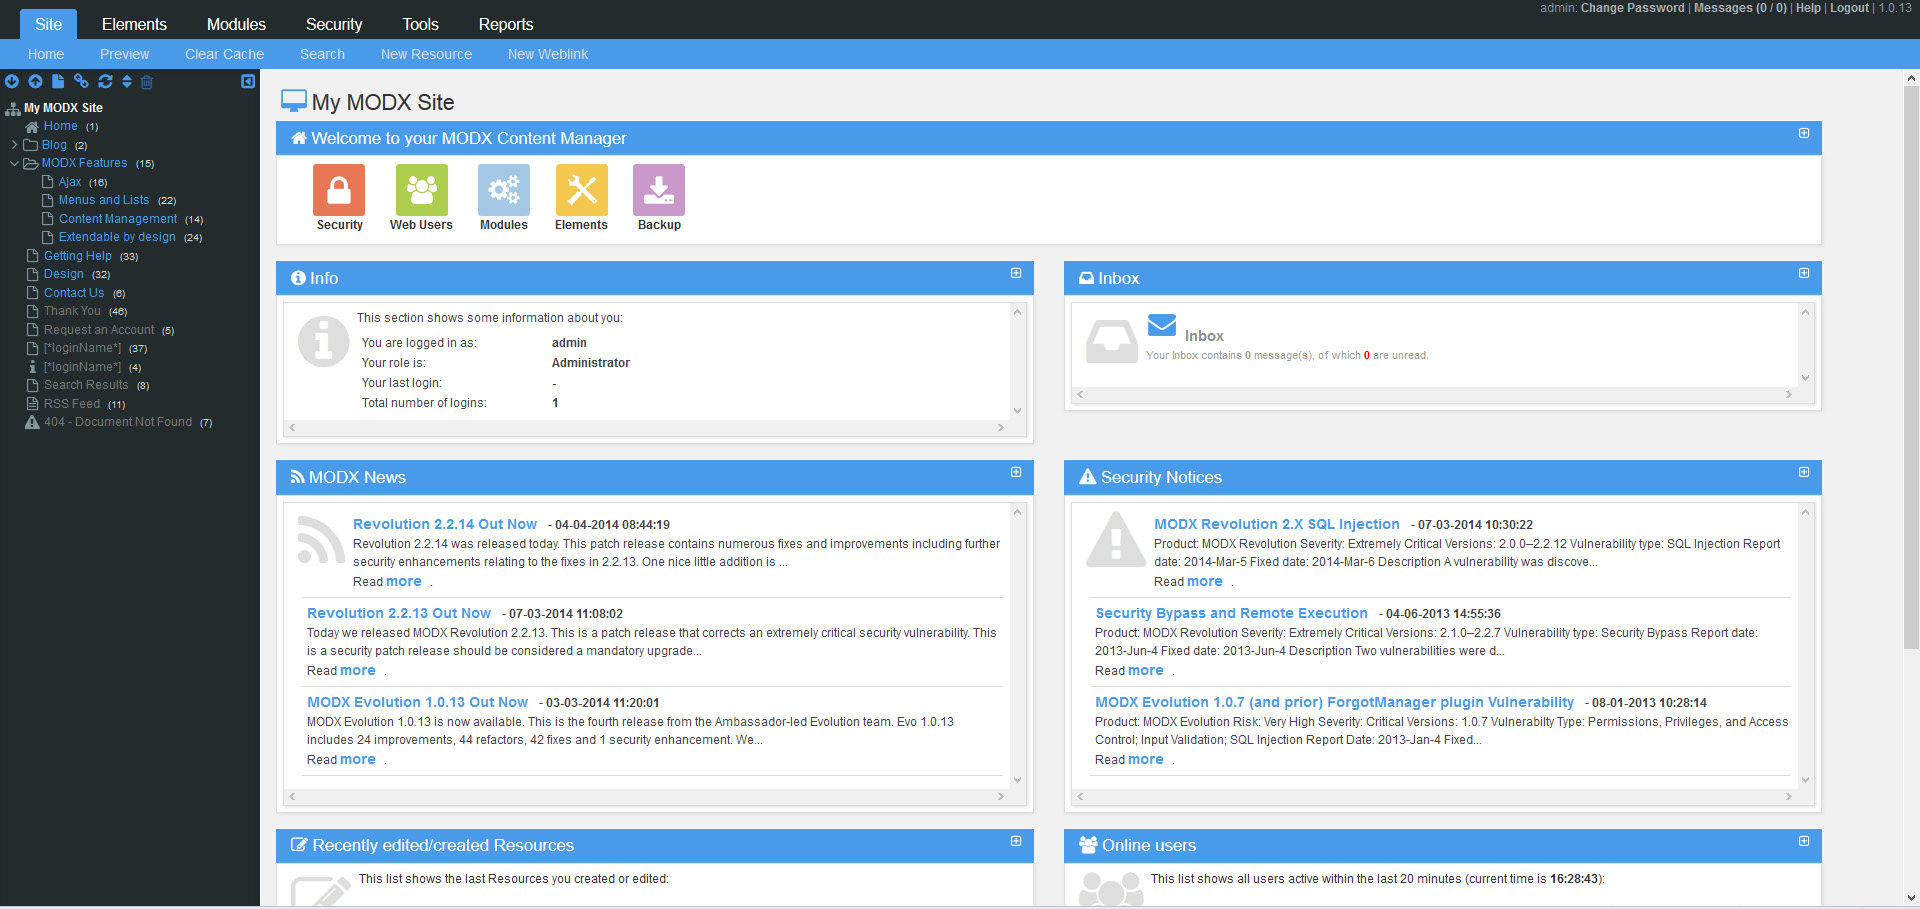 Site Elements Modules Security Tools Reports
admin: Change Password | Messages (0 / 0) | Help | Logout | 1.0.13
Home Preview Clear Cache Search New Resource New Weblink
My MODX Site
Home (1)
Blog (2)
MODX Features (15)
Ajax (16)
Menus and Lists (22)
Content Management (14)
Extendable by design (24)
Getting Help (33)
Design (32)
Contact Us (6)
Thank You (46)
Request an Account (5)
[*loginName*] (37)
[*loginName*] (4)
Search Results (8)
RSS Feed (11)
404 - Document Not Found (7)
My MODX Site
Welcome to your MODX Content Manager
Security Web Users Modules Elements Backup
Info
This section shows some information about you:
You are logged in as: admin
Your role is: Administrator
Your last login: -
Total number of logins: 1
Inbox
Inbox
Your Inbox contains 0 message(s), of which 0 are unread.
MODX News
Revolution 2.2.14 Out Now - 04-04-2014 08:44:19
Revolution 2.2.14 was released today. This patch release contains numerous fixes and improvements including further
security enhancements relating to the fixes in 2.2.13. One nice little addition is ...
Read more .
Revolution 2.2.13 Out Now - 07-03-2014 11:08:02
Today we released MODX Revolution 2.2.13. This is a patch release that corrects an extremely critical security vulnerability. This
is a security patch release should be considered a mandatory upgrade...
Read more .
MODX Evolution 1.0.13 Out Now - 03-03-2014 11:20:01
MODX Evolution 1.0.13 is now available. This is the fourth release from the Ambassador-led Evolution team. Evo 1.0.13
includes 24 improvements, 44 refactors, 42 fixes and 1 security enhancement. We...
Read more .
Security Notices
MODX Revolution 2.X SQL Injection - 07-03-2014 10:30:22
Product: MODX Revolution Severity: Extremely Critical Versions: 2.0.0–2.2.12 Vulnerability type: SQL Injection Report
date: 2014-Mar-5 Fixed date: 2014-Mar-6 Description A vulnerability was discove...
Read more .
Security Bypass and Remote Execution - 04-06-2013 14:55:36
Product: MODX Revolution Severity: Extremely Critical Versions: 2.1.0–2.2.7 Vulnerability type: Security Bypass Report date:
2013-Jun-4 Fixed date: 2013-Jun-4 Description Two vulnerabilities were d...
Read more .
MODX Evolution 1.0.7 (and prior) ForgotManager plugin Vulnerability - 08-01-2013 10:28:14
Product: MODX Evolution Risk: Very High Severity: Critical Versions: 1.0.7 Vulnerabilty Type: Permissions, Privileges, and Access
Control; Input Validation; SQL Injection Report Date: 2013-Jan-4 Fixed...
Read more .
Recently edited/created Resources
This list shows the last Resources you created or edited:
Online users
This list shows all users active within the last 20 minutes (current time is 16:28:43):